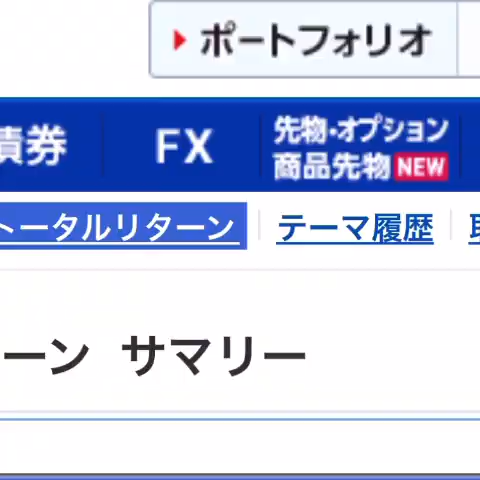 ポートフォリオ
債券 FX 先物・オプション
商品先物 NEW
トータルリターン テーマ履歴
ーン サマリー